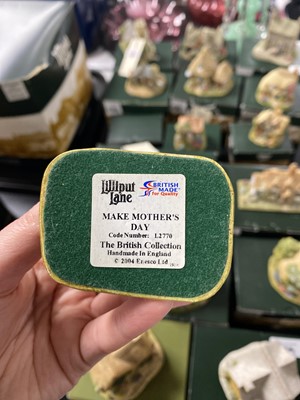 Lilliput
Lane
BRITISH
MADE
for Quality
MAKE MOTHER'S
DAY
Code Number: L2770
The British Collection
Handmade In England
© 2004 Enesco Ltd